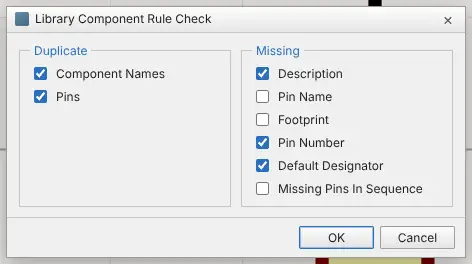 Library Component Rule Check
Duplicate
Component Names
Pins
Missing
Description
Pin Name
Footprint
Pin Number
Default Designator
Missing Pins In Sequence
OK
Cancel